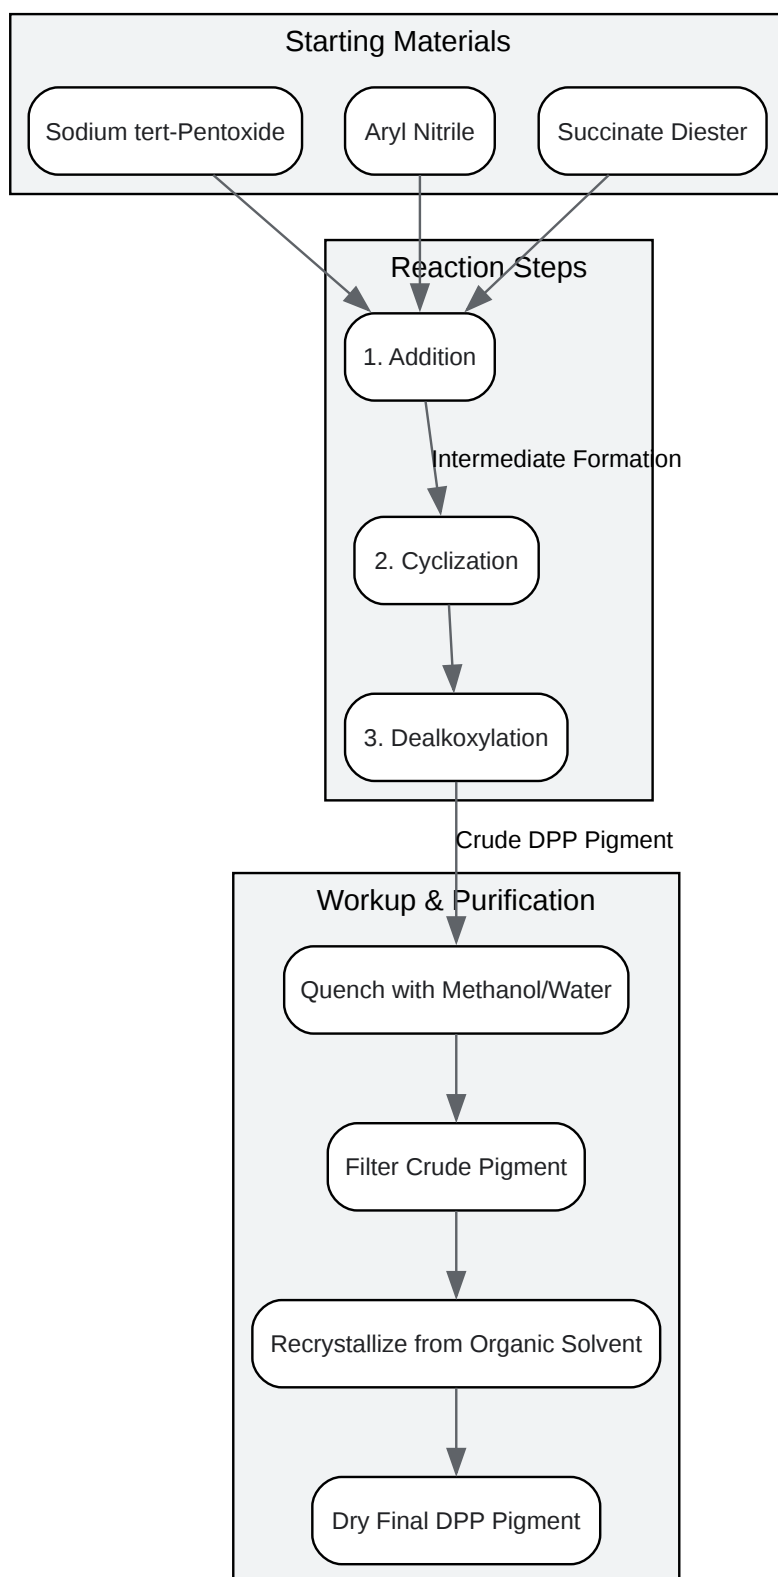 Starting Materials
Sodium tert-Pentoxide
Aryl Nitrile
Succinate Diester
Reaction Steps
1. Addition
Intermediate Formation
2. Cyclization
3. Dealkoxylation
Crude DPP Pigment
Workup & Purification
Quench with Methanol/Water
Filter Crude Pigment
Recrystallize from Organic Solvent
Dry Final DPP Pigment